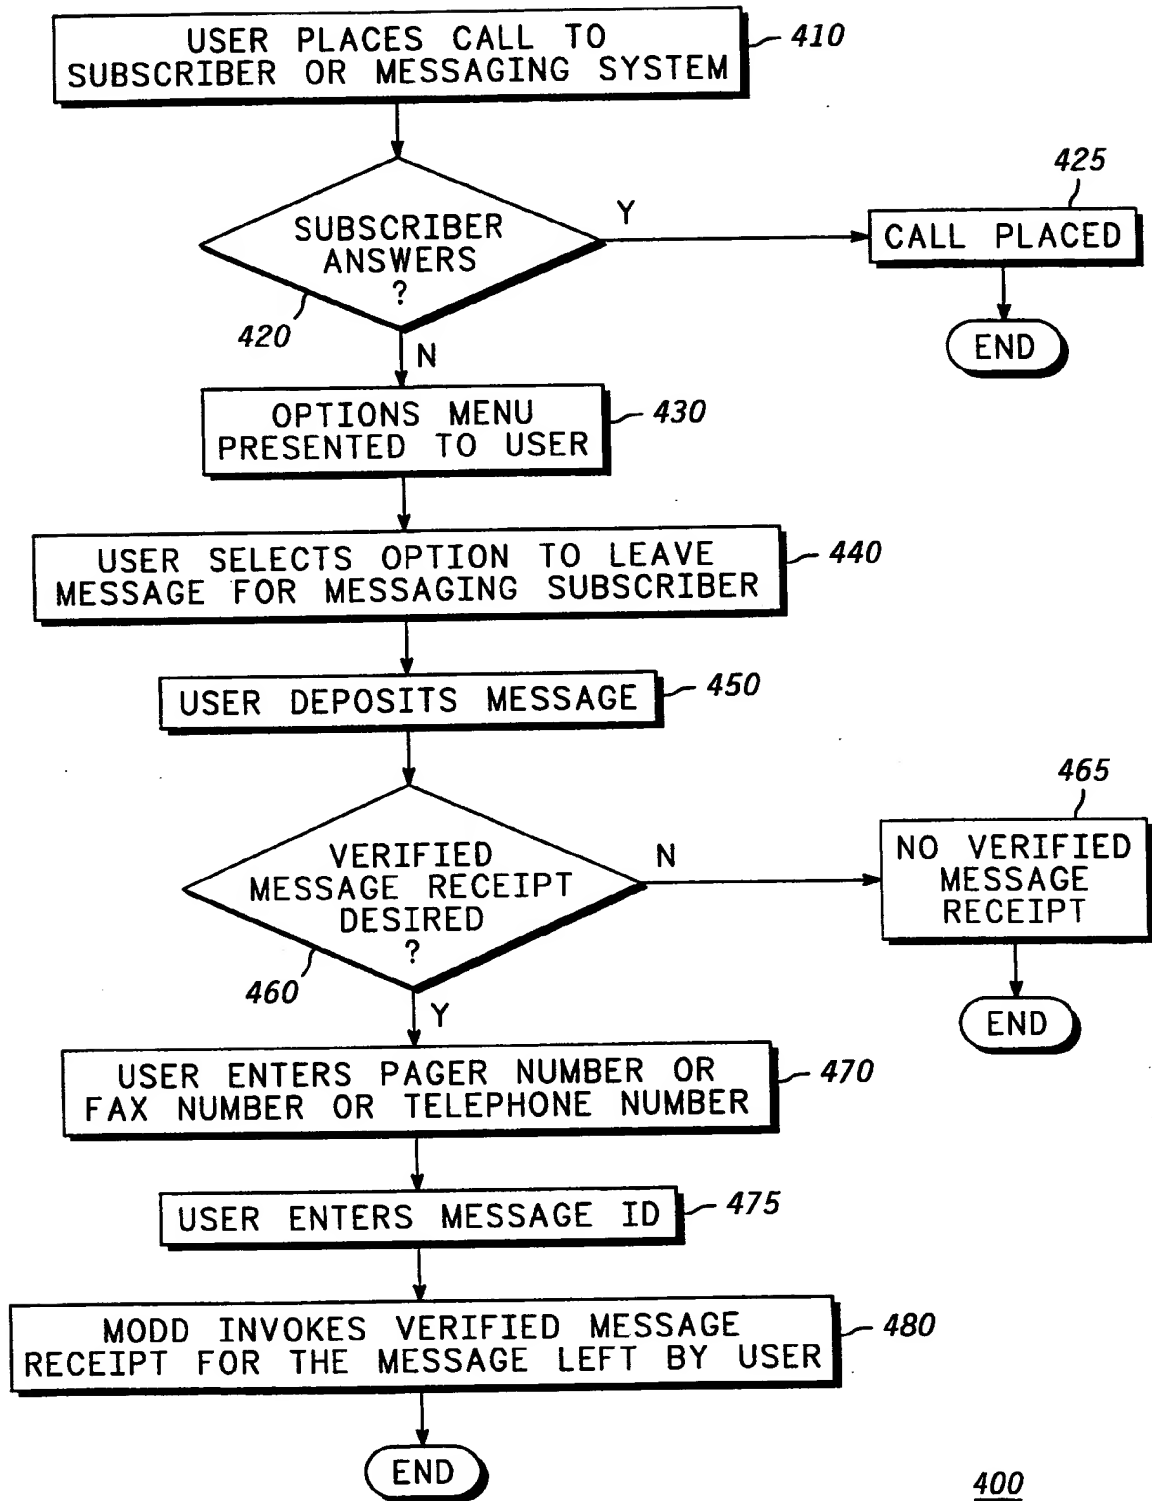 USER PLACES CALL TO
SUBSCRIBER OR MESSAGING SYSTEM
410
SUBSCRIBER
ANSWERS
?
420
Y
425
CALL PLACED
END
N
OPTIONS MENU
PRESENTED TO USER
430
USER SELECTS OPTION TO LEAVE
MESSAGE FOR MESSAGING SUBSCRIBER
440
USER DEPOSITS MESSAGE
450
VERIFIED
MESSAGE RECEIPT
DESIRED
?
460
N
465
NO VERIFIED
MESSAGE
RECEIPT
END
Y
USER ENTERS PAGER NUMBER OR
FAX NUMBER OR TELEPHONE NUMBER
470
USER ENTERS MESSAGE ID
475
MODD INVOKES VERIFIED MESSAGE
RECEIPT FOR THE MESSAGE LEFT BY USER
480
END
400